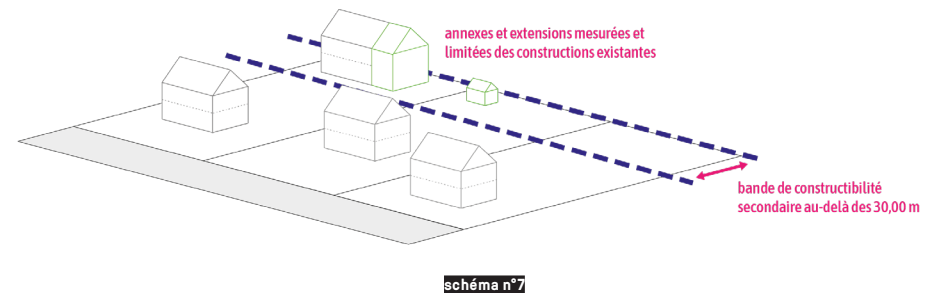 annexes et extensions mesurées et
limitées des constructions existantes
bande de constructibilité
secondaire au-delà des 30,00 m
schéma n°7